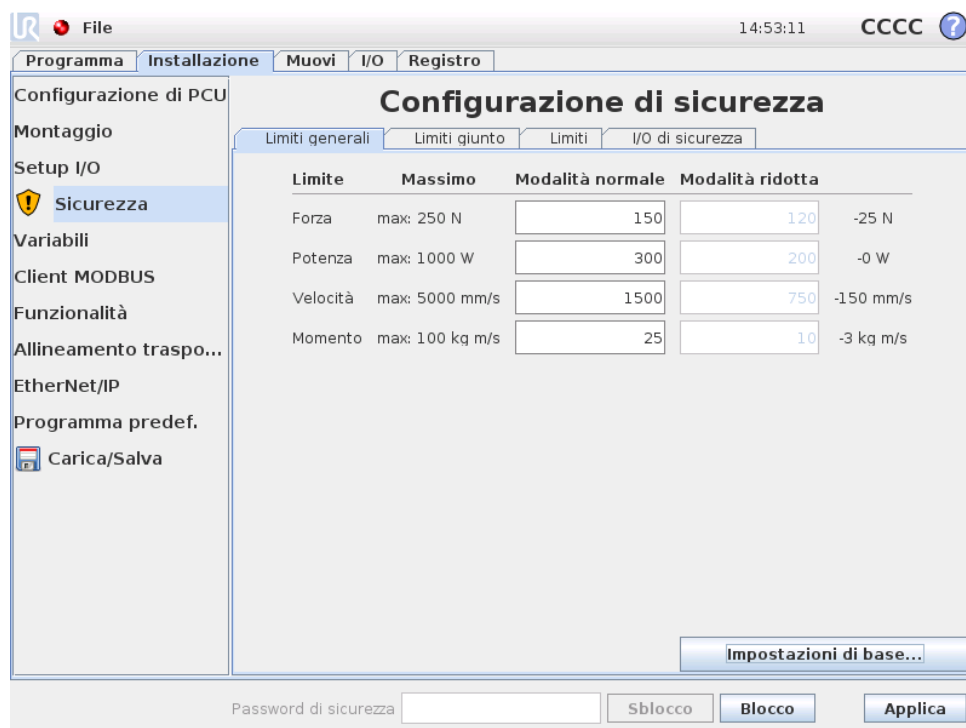 UR File 14:53:11 CCCC ?
Programma Installazione Muovi I/O Registro
Configurazione di PCU
Montaggio
Setup I/O
Sicurezza
Variabili
Client MODBUS
Funzionalità
Allineamento traspo...
EtherNet/IP
Programma predef.
Carica/Salva
Configurazione di sicurezza
Limiti generali Limiti giunto Limiti I/O di sicurezza
Limite Massimo Modalità normale Modalità ridotta
Forza max: 250 N 150 120 -25 N
Potenza max: 1000 W 300 200 -0 W
Velocità max: 5000 mm/s 1500 750 -150 mm/s
Momento max: 100 kg m/s 25 10 -3 kg m/s
Impostazioni di base...
Password di sicurezza Sblocco Blocco Applica